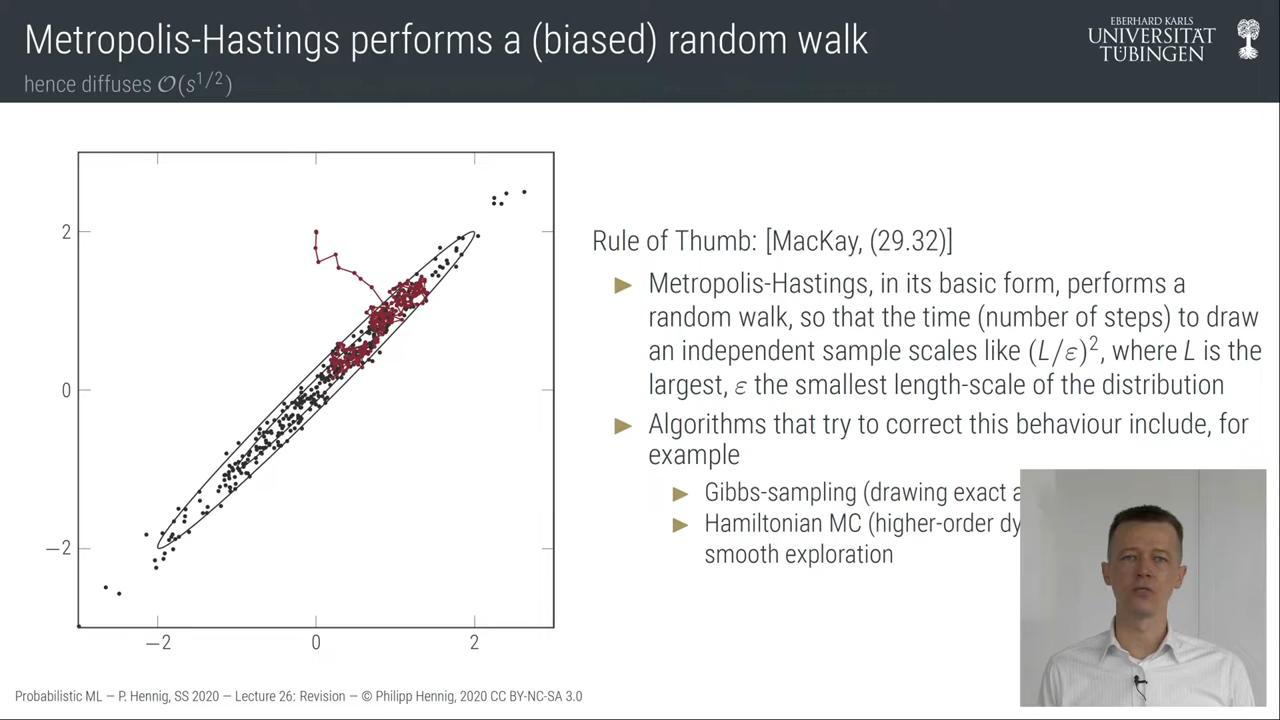 Metropolis-Hastings performs a (biased) random walk
hence diffuses 𝒪(s^{1/2})
EBERHARD KARLS
UNIVERSITÄT
TÜBINGEN
2
0
−2
−2
0
2
Rule of Thumb: [MacKay, (29.32)]
▶ Metropolis-Hastings, in its basic form, performs a
random walk, so that the time (number of steps) to draw
an independent sample scales like (L/ε)², where L is the
largest, ε the smallest length-scale of the distribution
▶ Algorithms that try to correct this behaviour include, for
example
▶ Gibbs-sampling (drawing exact
▶ Hamiltonian MC (higher-order
smooth exploration
Probabilistic ML — P. Hennig, SS 2020 — Lecture 26: Revision — © Philipp Hennig, 2020 CC BY-NC-SA 3.0